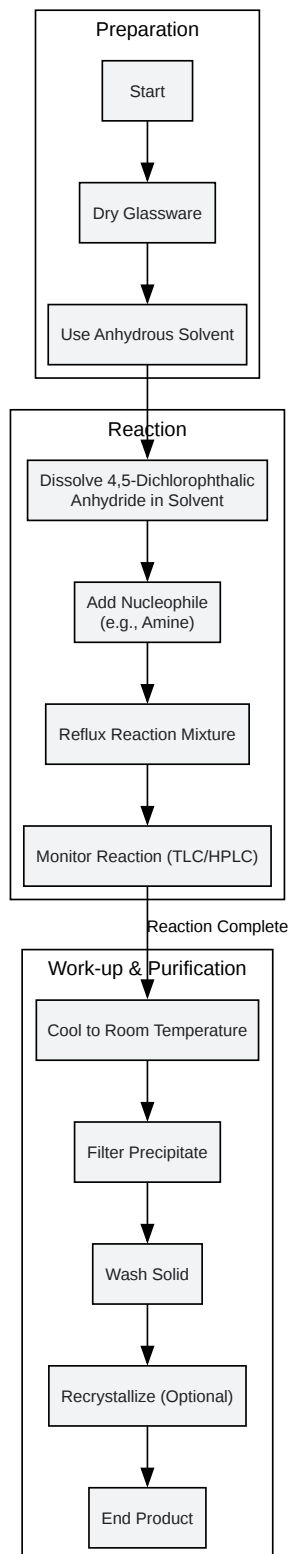 Preparation
Start
Dry Glassware
Use Anhydrous Solvent
Reaction
Dissolve 4,5-Dichlorophthalic
Anhydride in Solvent
Add Nucleophile
(e.g., Amine)
Reflux Reaction Mixture
Monitor Reaction (TLC/HPLC)
Reaction Complete
Work-up & Purification
Cool to Room Temperature
Filter Precipitate
Wash Solid
Recrystallize (Optional)
End Product